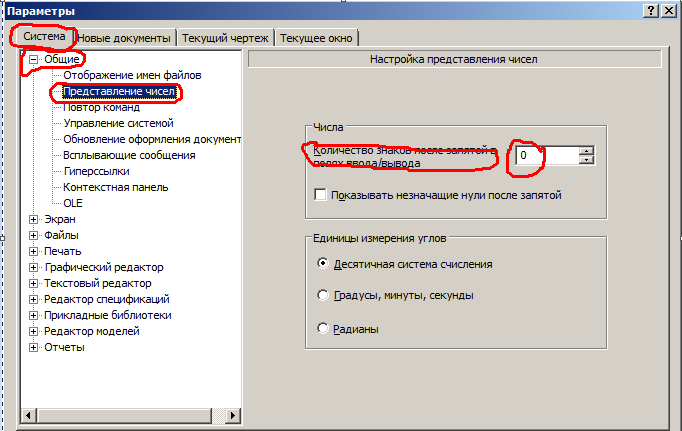 Параметры
Система
Новые документы
Текущий чертеж
Текущее окно
Общие
Отображение имен файлов
Представление чисел
Повтор команд
Управление системой
Обновление оформления документ
Всплывающие сообщения
Гиперссылки
Контекстная панель
OLE
Экран
Файлы
Печать
Графический редактор
Текстовый редактор
Редактор спецификаций
Прикладные библиотеки
Редактор моделей
Отчеты
Настройка представления чисел
Числа
Количество знаков после запятой в
полях ввода/вывода
0
Показывать незначащие нули после запятой
Единицы измерения углов
Десятичная система счисления
Градусы, минуты, секунды
Радианы